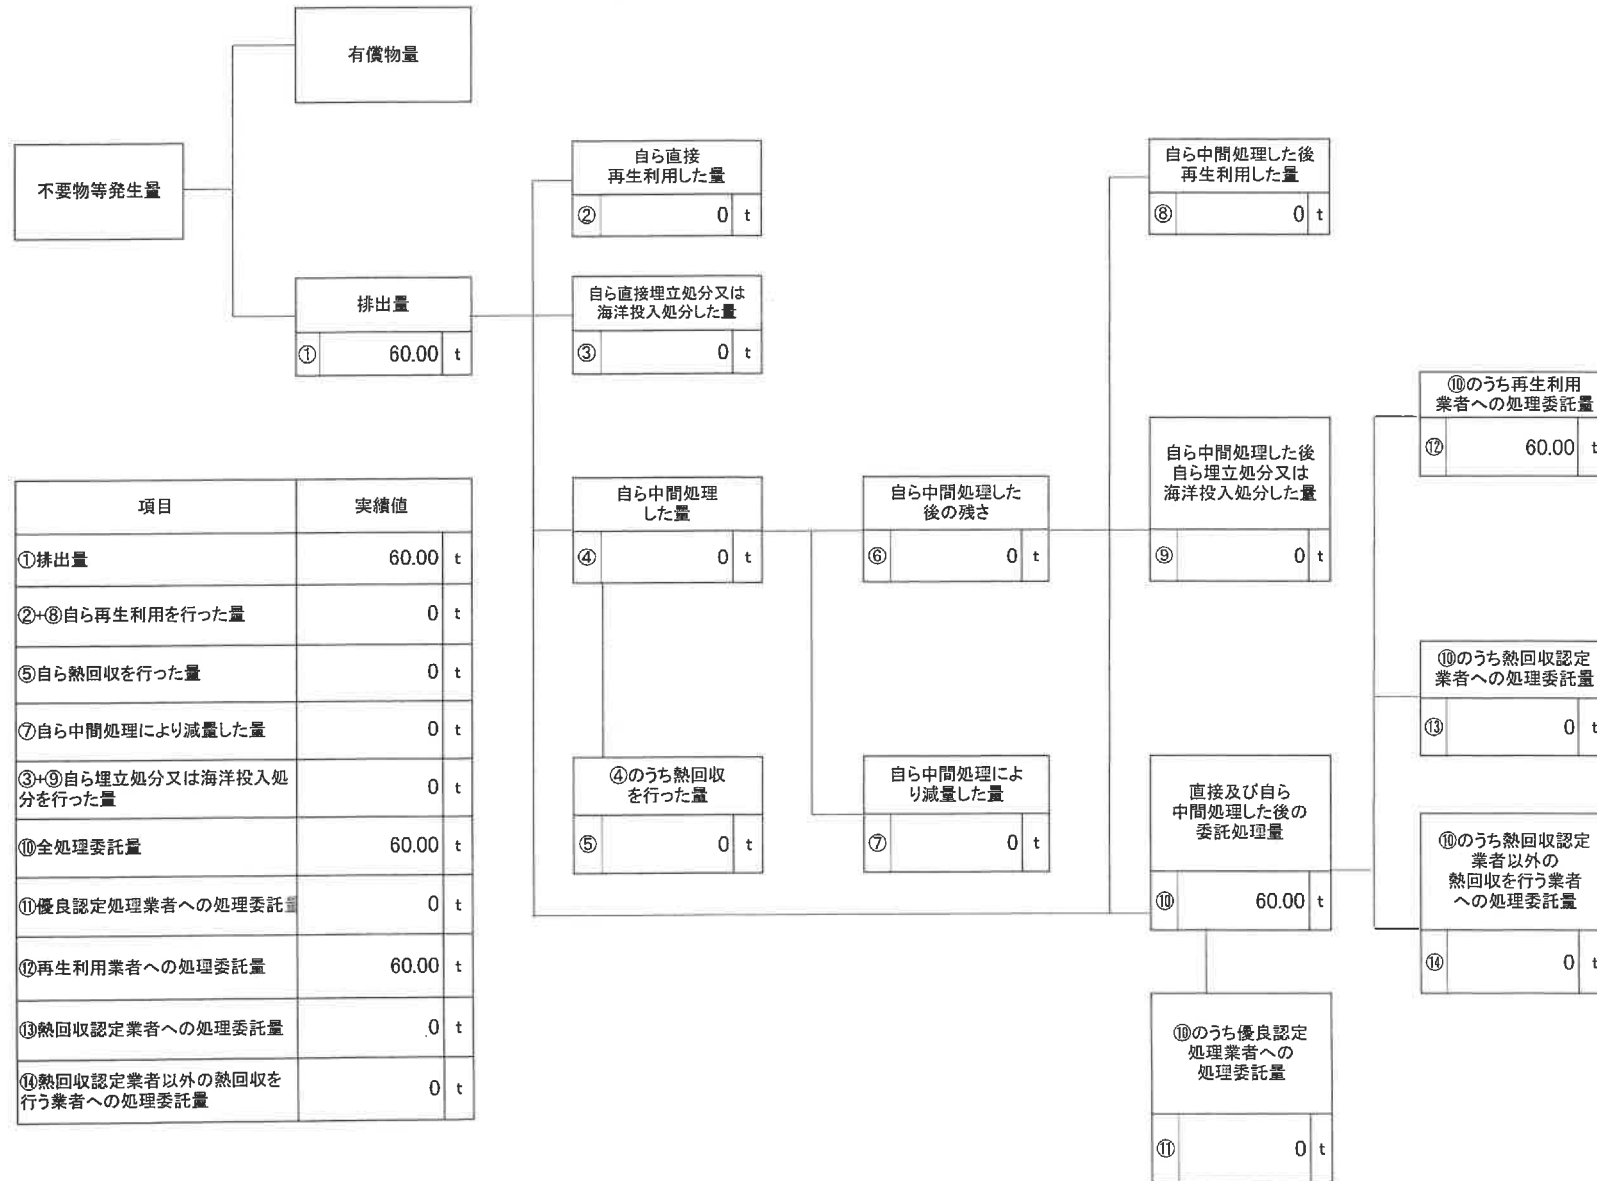 有償物量
不要物等発生量
排出量
① 60.00 t
自ら直接
再生利用した量
② 0 t
自ら直接埋立処分又は
海洋投入処分した量
③ 0 t
自ら中間処理
した量
④ 0 t
④のうち熱回収
を行った量
⑤ 0 t
自ら中間処理した
後の残さ
⑥ 0 t
自ら中間処理によ
り減量した量
⑦ 0 t
自ら中間処理した後
再生利用した量
⑧ 0 t
自ら中間処理した後
自ら埋立処分又は
海洋投入処分した量
⑨ 0 t
直接及び自ら
中間処理した後の
委託処理量
⑩ 60.00 t
⑩のうち優良認定
処理業者への
処理委託量
⑪ 0 t
⑩のうち再生利用
業者への処理委託量
⑫ 60.00 t
⑩のうち熱回収認定
業者への処理委託量
⑬ 0 t
⑩のうち熱回収認定
業者以外の
熱回収を行う業者
への処理委託量
⑭ 0 t
項目 実績値
①排出量 60.00 t
②+⑧自ら再生利用を行った量 0 t
⑤自ら熱回収を行った量 0 t
⑦自ら中間処理により減量した量 0 t
③+⑨自ら埋立処分又は海洋投入処
分を行った量 0 t
⑩全処理委託量 60.00 t
⑪優良認定処理業者への処理委託量 0 t
⑫再生利用業者への処理委託量 60.00 t
⑬熱回収認定業者への処理委託量 0 t
⑭熱回収認定業者以外の熱回収を
行う業者への処理委託量 0 t